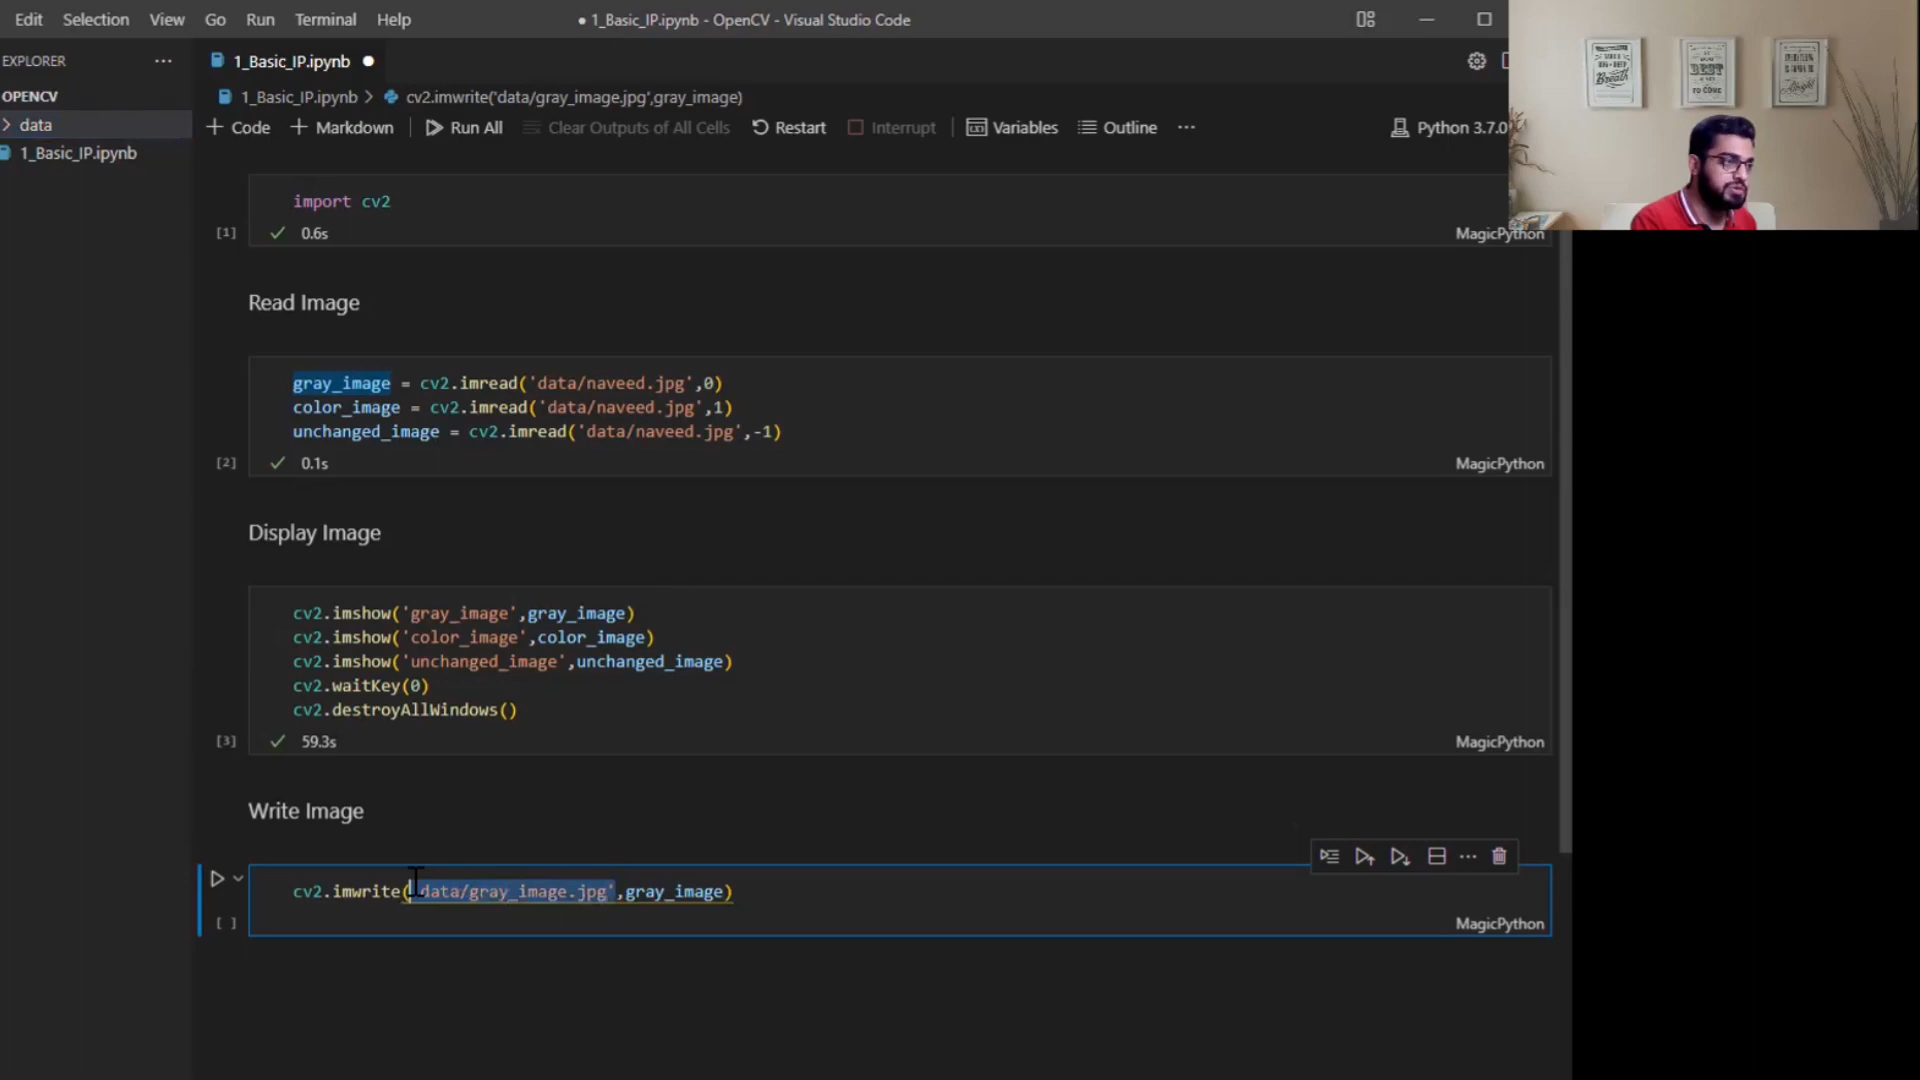 Edit Selection View Go Run Terminal Help ● 1_Basic_IP.ipynb - OpenCV - Visual Studio Code
EXPLORER ··· 1_Basic_IP.ipynb ●
OPENCV 1_Basic_IP.ipynb > cv2.imwrite('data/gray_image.jpg',gray_image)
> data
1_Basic_IP.ipynb
+ Code + Markdown Run All Clear Outputs of All Cells Restart Interrupt Variables Outline ··· Python 3.7.0
import cv2
[1] ✓ 0.6s MagicPython
Read Image
gray_image = cv2.imread('data/naveed.jpg',0)
color_image = cv2.imread('data/naveed.jpg',1)
unchanged_image = cv2.imread('data/naveed.jpg',-1)
[2] ✓ 0.1s MagicPython
Display Image
cv2.imshow('gray_image',gray_image)
cv2.imshow('color_image',color_image)
cv2.imshow('unchanged_image',unchanged_image)
cv2.waitKey(0)
cv2.destroyAllWindows()
[3] ✓ 59.3s MagicPython
Write Image
cv2.imwrite('data/gray_image.jpg',gray_image)
[ ] MagicPython
Breath
BEST
TO COME